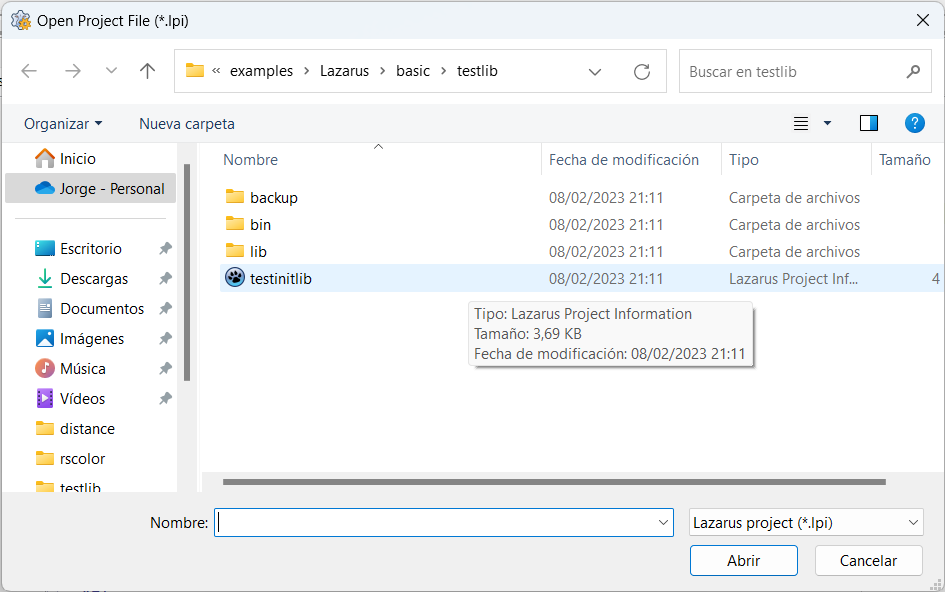 Open Project File (*.lpi)
« examples > Lazarus > basic > testlib
Buscar en testlib
Organizar
Nueva carpeta
Inicio
Jorge - Personal
Escritorio
Descargas
Documentos
Imágenes
Música
Vídeos
distance
rscolor
testlib
Nombre Fecha de modificación Tipo Tamaño
backup 08/02/2023 21:11 Carpeta de archivos
bin 08/02/2023 21:11 Carpeta de archivos
lib 08/02/2023 21:11 Carpeta de archivos
testinitlib 08/02/2023 21:11 Lazarus Project Inf... 4
Tipo: Lazarus Project Information
Tamaño: 3,69 KB
Fecha de modificación: 08/02/2023 21:11
Nombre:
Lazarus project (*.lpi)
Abrir
Cancelar